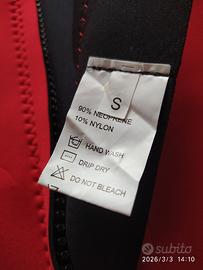 S
90% NEOPRENE
10% NYLON
HAND WASH
DRIP DRY
DO NOT BLEACH
subito
2026/3/3 14:10